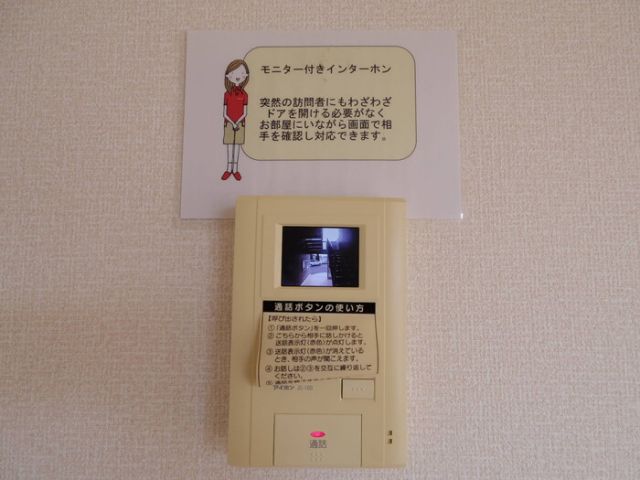 モニター付きインターホン
突然の訪問者にもわざわざ
ドアを開ける必要がなく
お部屋にいながら画面で相
手を確認し対応できます。
通話ボタンの使い方
【呼び出されたら】
①「通話ボタン」を一回押します。
②こちらから相手に話しかけると
送話表示灯(赤色)が点灯します。
③送話表示灯(赤色)が消えている
とき、相手の声が聞こえます。
④お話しは②③を交互に繰り返して
ください。
アイホン
通話